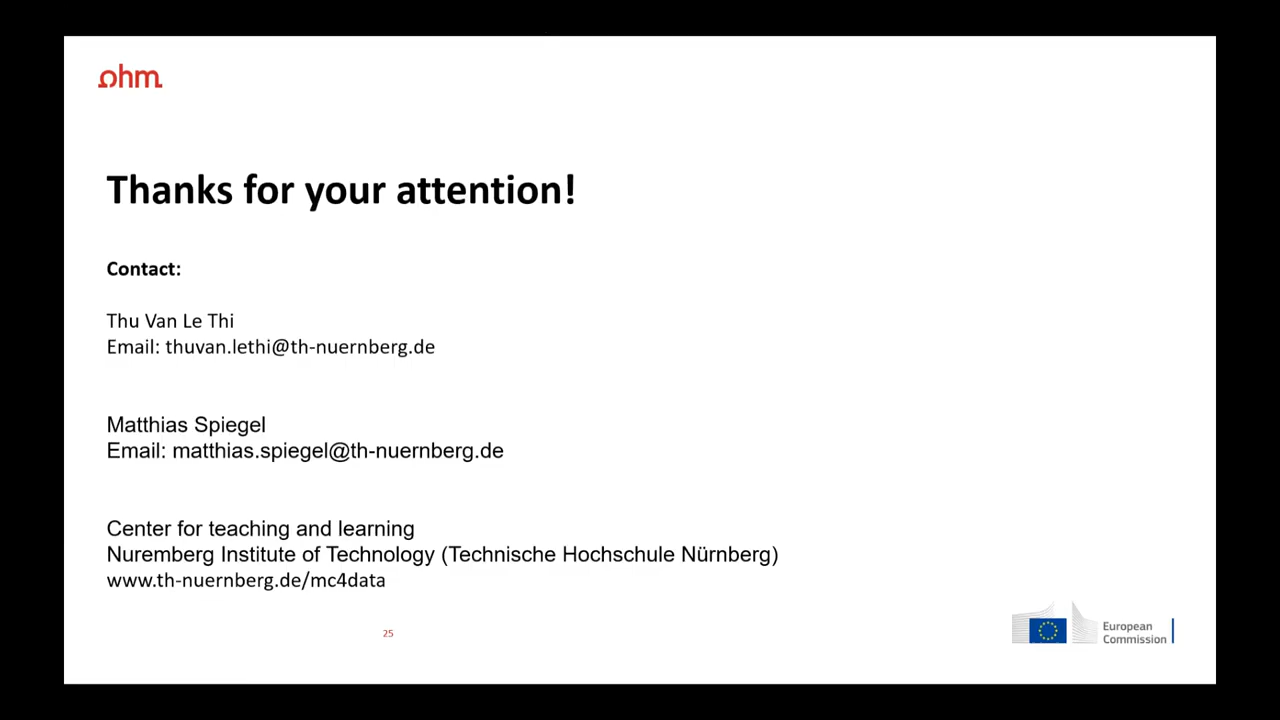 ohm
Thanks for your attention!
Contact:
Thu Van Le Thi
Email: thuvan.lethi@th-nuernberg.de
Matthias Spiegel
Email: matthias.spiegel@th-nuernberg.de
Center for teaching and learning
Nuremberg Institute of Technology (Technische Hochschule Nürnberg)
www.th-nuernberg.de/mc4data
25
European
Commission